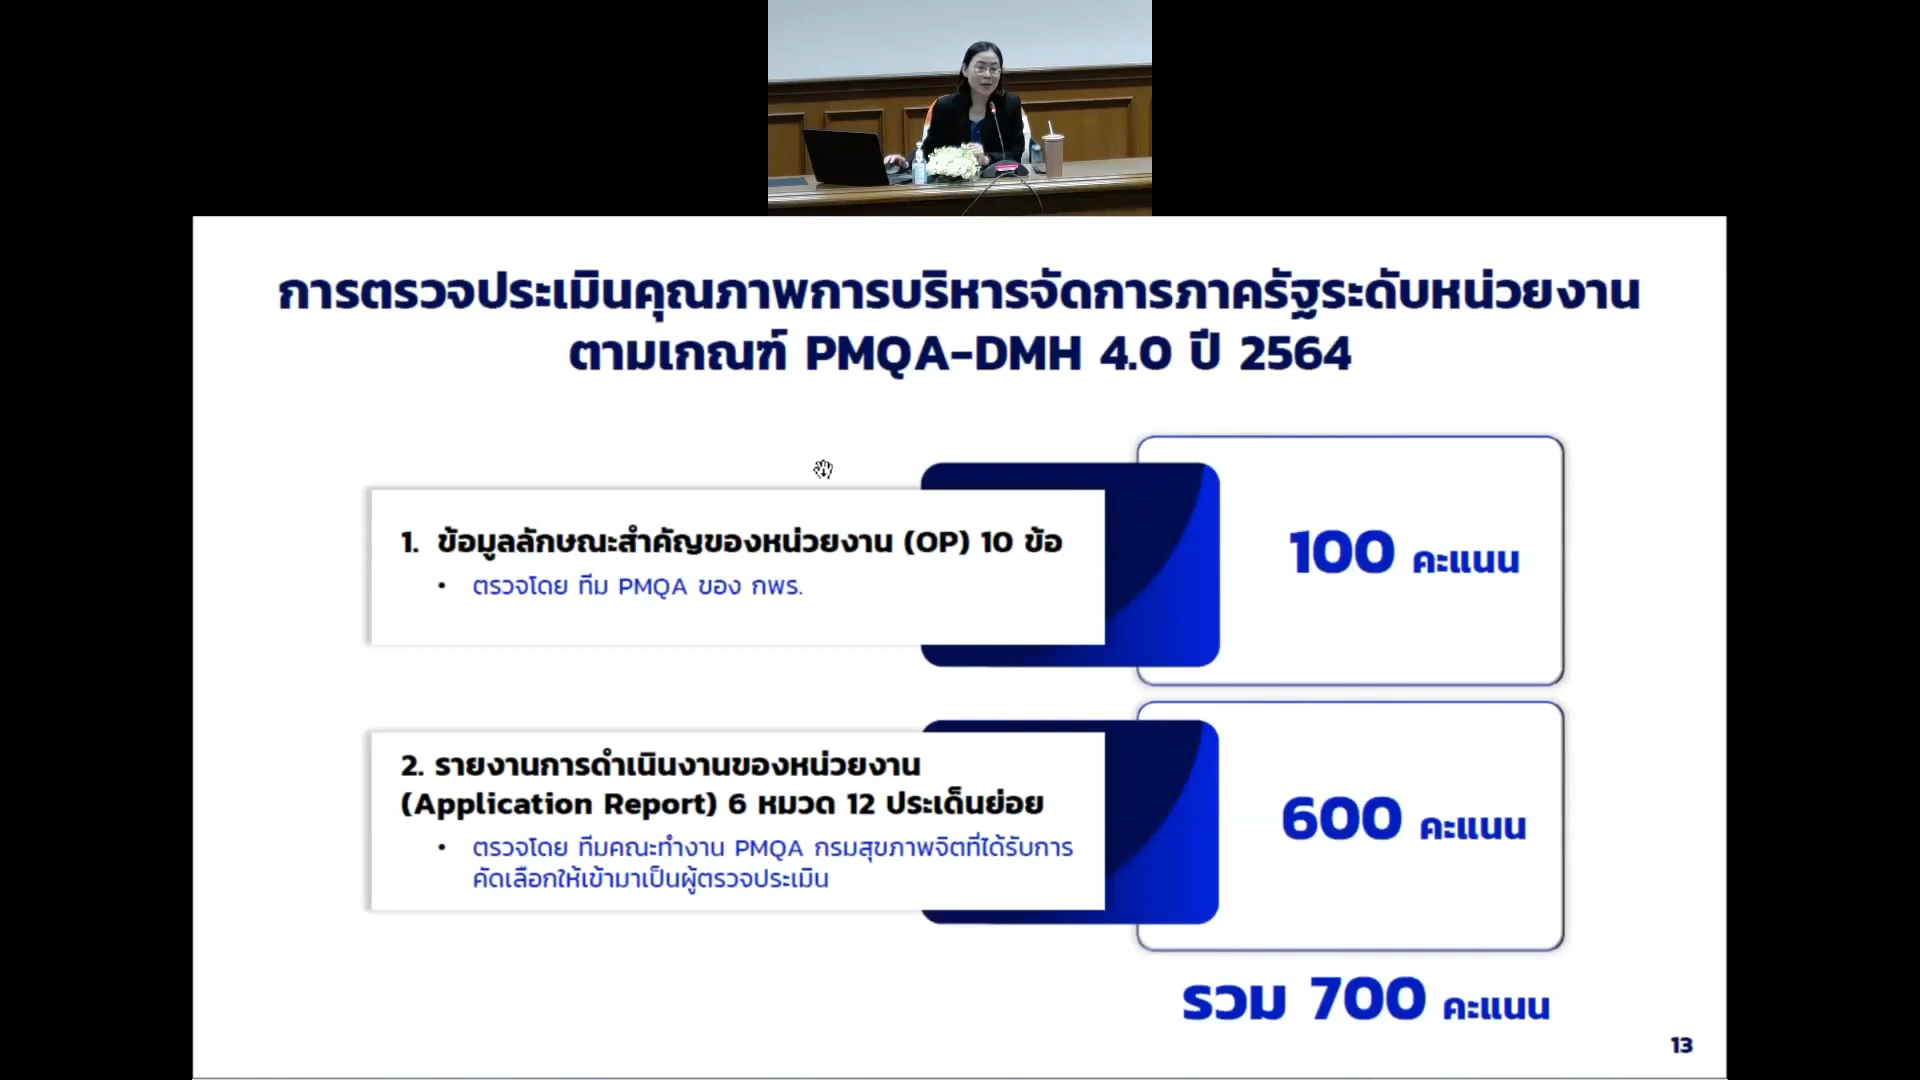 การตรวจประเมินคุณภาพการบริหารจัดการภาครัฐระดับหน่วยงาน
ตามเกณฑ์ PMQA-DMH 4.0 ปี 2564
1. ข้อมูลลักษณะสำคัญของหน่วยงาน (OP) 10 ข้อ
• ตรวจโดย ทีม PMQA ของ กพร.
100 คะแนน
2. รายงานการดำเนินงานของหน่วยงาน
(Application Report) 6 หมวด 12 ประเด็นย่อย
• ตรวจโดย ทีมคณะทำงาน PMQA กรมสุขภาพจิตที่ได้รับการ
คัดเลือกให้เข้ามาเป็นผู้ตรวจประเมิน
600 คะแนน
รวม 700 คะแนน
13